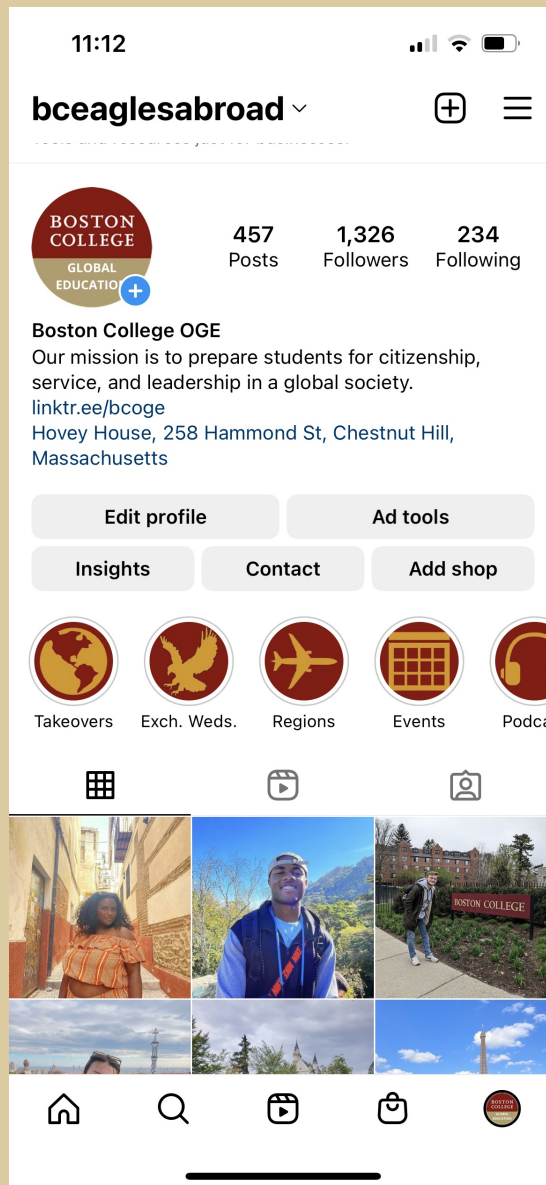 11:12
bceaglesabroad
BOSTON
COLLEGE
GLOBAL
457
1,326
234
Posts
Followers
Following
Boston College OGE
Our mission is to prepare students for citizenship,
service, and leadership in a global society.
linktr.ee/bcoge
Hovey House, 258 Hammond St, Chestnut Hill,
Massachusetts
Edit profile
Ad tools
Insights
Contact
Add shop
Takeovers
Exch. Weds.
Regions
Events
BOSTON COLLEGE
BOSTON
COLLEGE